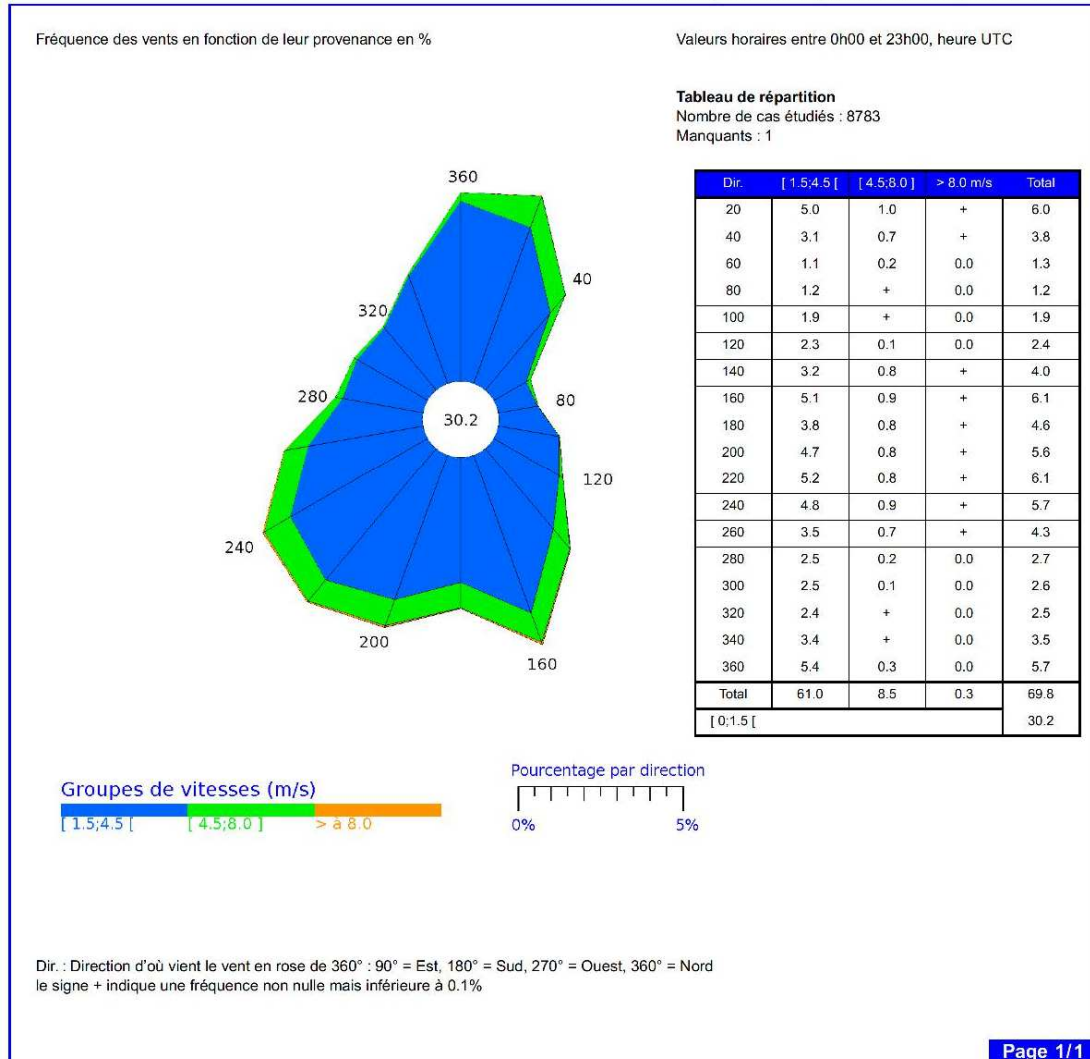 Fréquence des vents en fonction de leur provenance en %
Valeurs horaires entre 0h00 et 23h00, heure UTC
Tableau de répartition
Nombre de cas étudiés : 8783
Manquants : 1
360
40
320
280
80
30.2
120
240
200
160
Dir. [ 1.5;4.5 [ [ 4.5;8.0 ] > 8.0 m/s Total
20 5.0 1.0 + 6.0
40 3.1 0.7 + 3.8
60 1.1 0.2 0.0 1.3
80 1.2 + 0.0 1.2
100 1.9 + 0.0 1.9
120 2.3 0.1 0.0 2.4
140 3.2 0.8 + 4.0
160 5.1 0.9 + 6.1
180 3.8 0.8 + 4.6
200 4.7 0.8 + 5.6
220 5.2 0.8 + 6.1
240 4.8 0.9 + 5.7
260 3.5 0.7 + 4.3
280 2.5 0.2 0.0 2.7
300 2.5 0.1 0.0 2.6
320 2.4 + 0.0 2.5
340 3.4 + 0.0 3.5
360 5.4 0.3 0.0 5.7
Total 61.0 8.5 0.3 69.8
[ 0;1.5 [ 30.2
Groupes de vitesses (m/s)
[ 1.5;4.5 [ [ 4.5;8.0 ] > à 8.0
Pourcentage par direction
0% 5%
Dir. : Direction d'où vient le vent en rose de 360° : 90° = Est, 180° = Sud, 270° = Ouest, 360° = Nord
le signe + indique une fréquence non nulle mais inférieure à 0.1%
Page 1/1